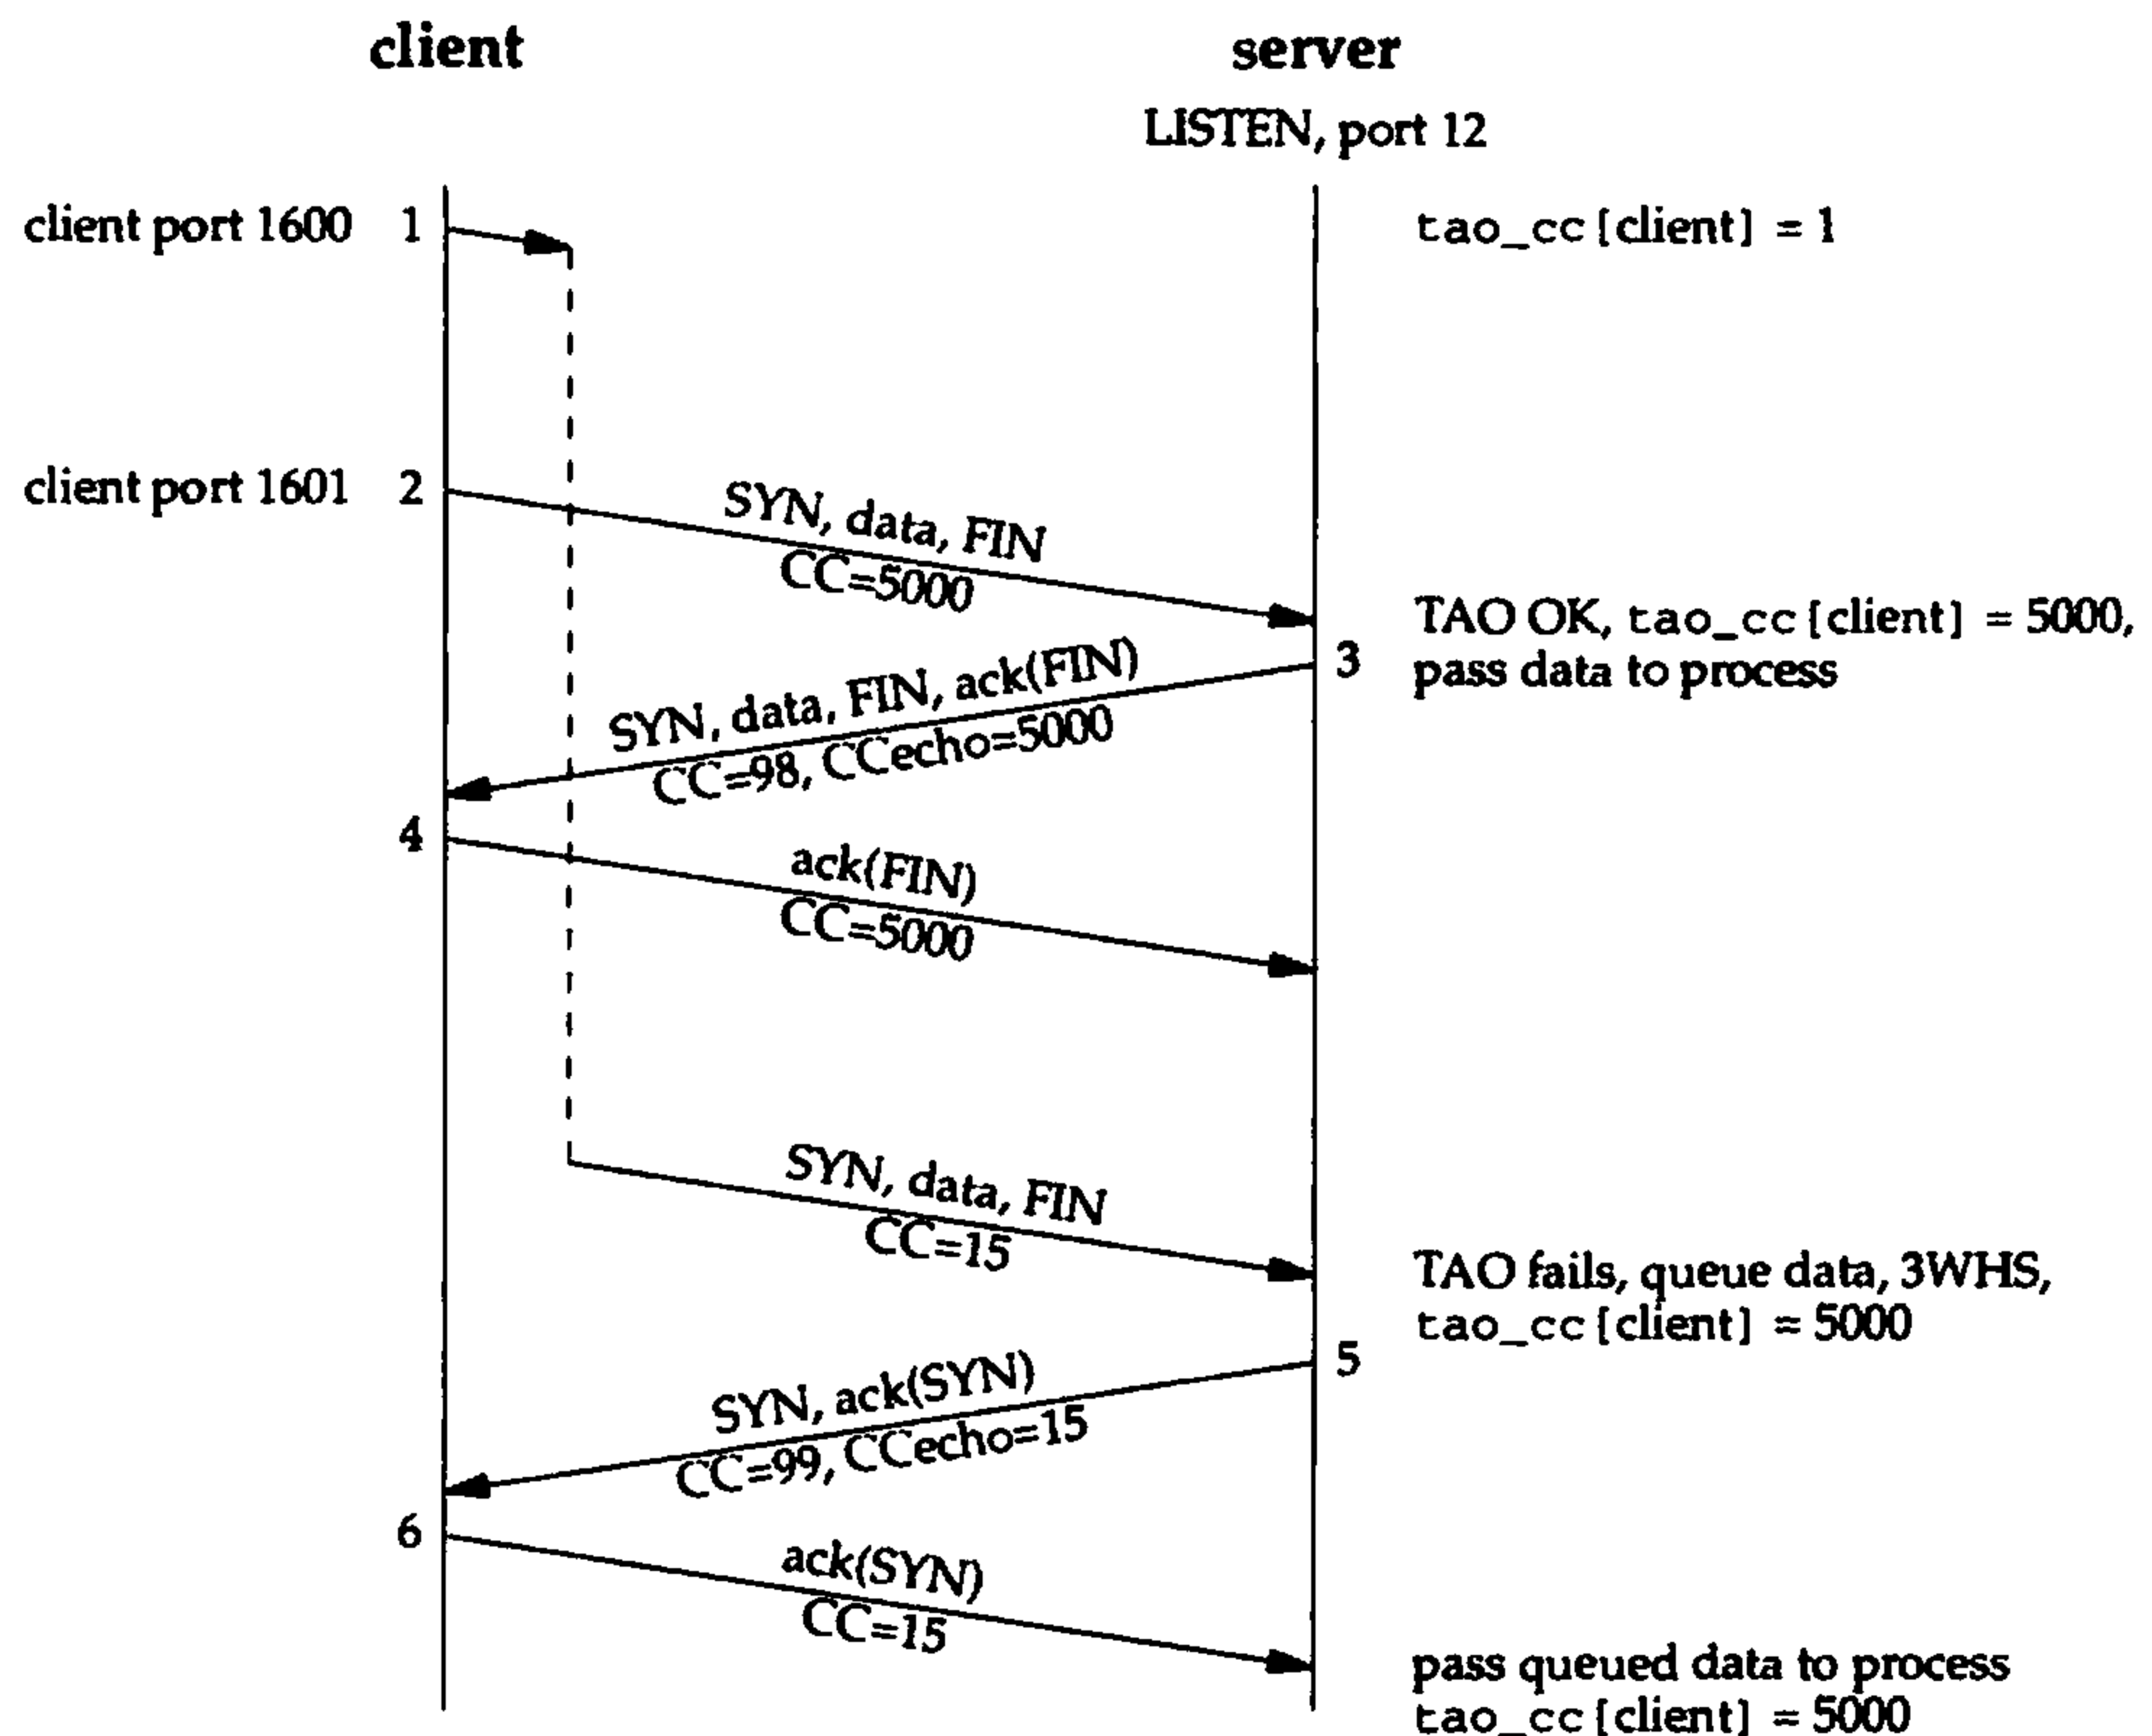 client
server
LISTEN, port 12
client port 1600 1
tao_cc[client] = 1
client port 1601 2
SYN, data, FIN
CC=5000
TAO OK, tao_cc[client] = 5000,
3
pass data to process
SYN, data, FIN, ack(FIN)
CC=98, CCecho=5000
4
ack(FIN)
CC=5000
SYN, data, FIN
CC=15
TAO fails, queue data, 3WHS,
tao_cc[client] = 5000
5
SYN, ack(SYN)
CC=99, CCecho=15
6
ack(SYN)
CC=15
pass queued data to process
tao_cc[client] = 5000